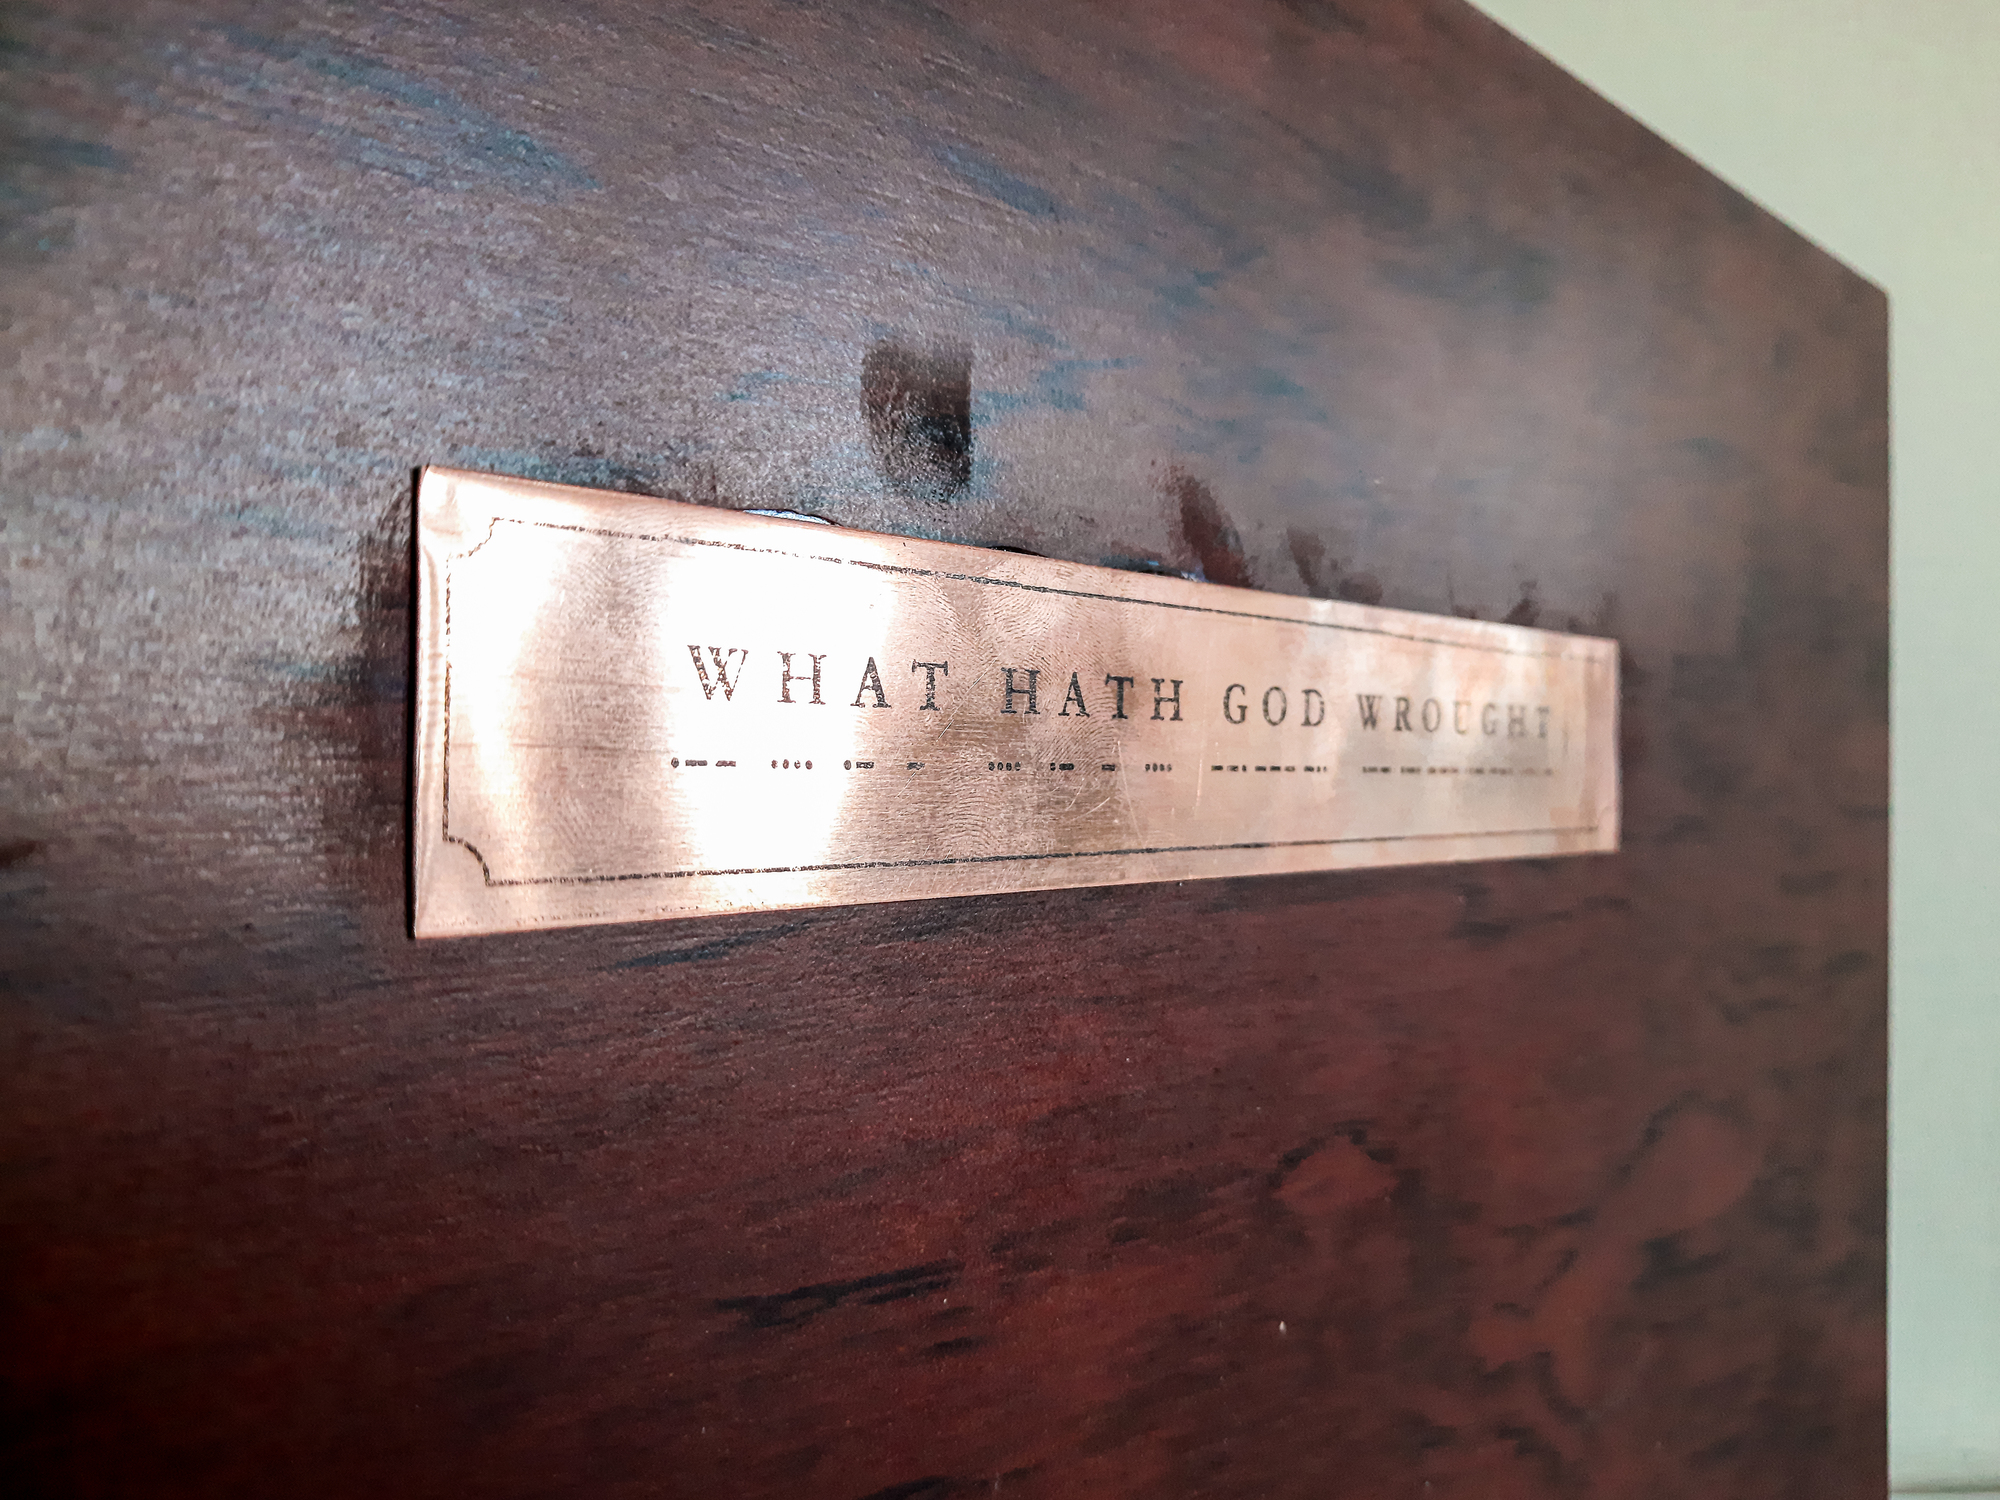 WHAT HATH GOD WROUGHT
.-- .... .- - .... .- - .... --. --- -..